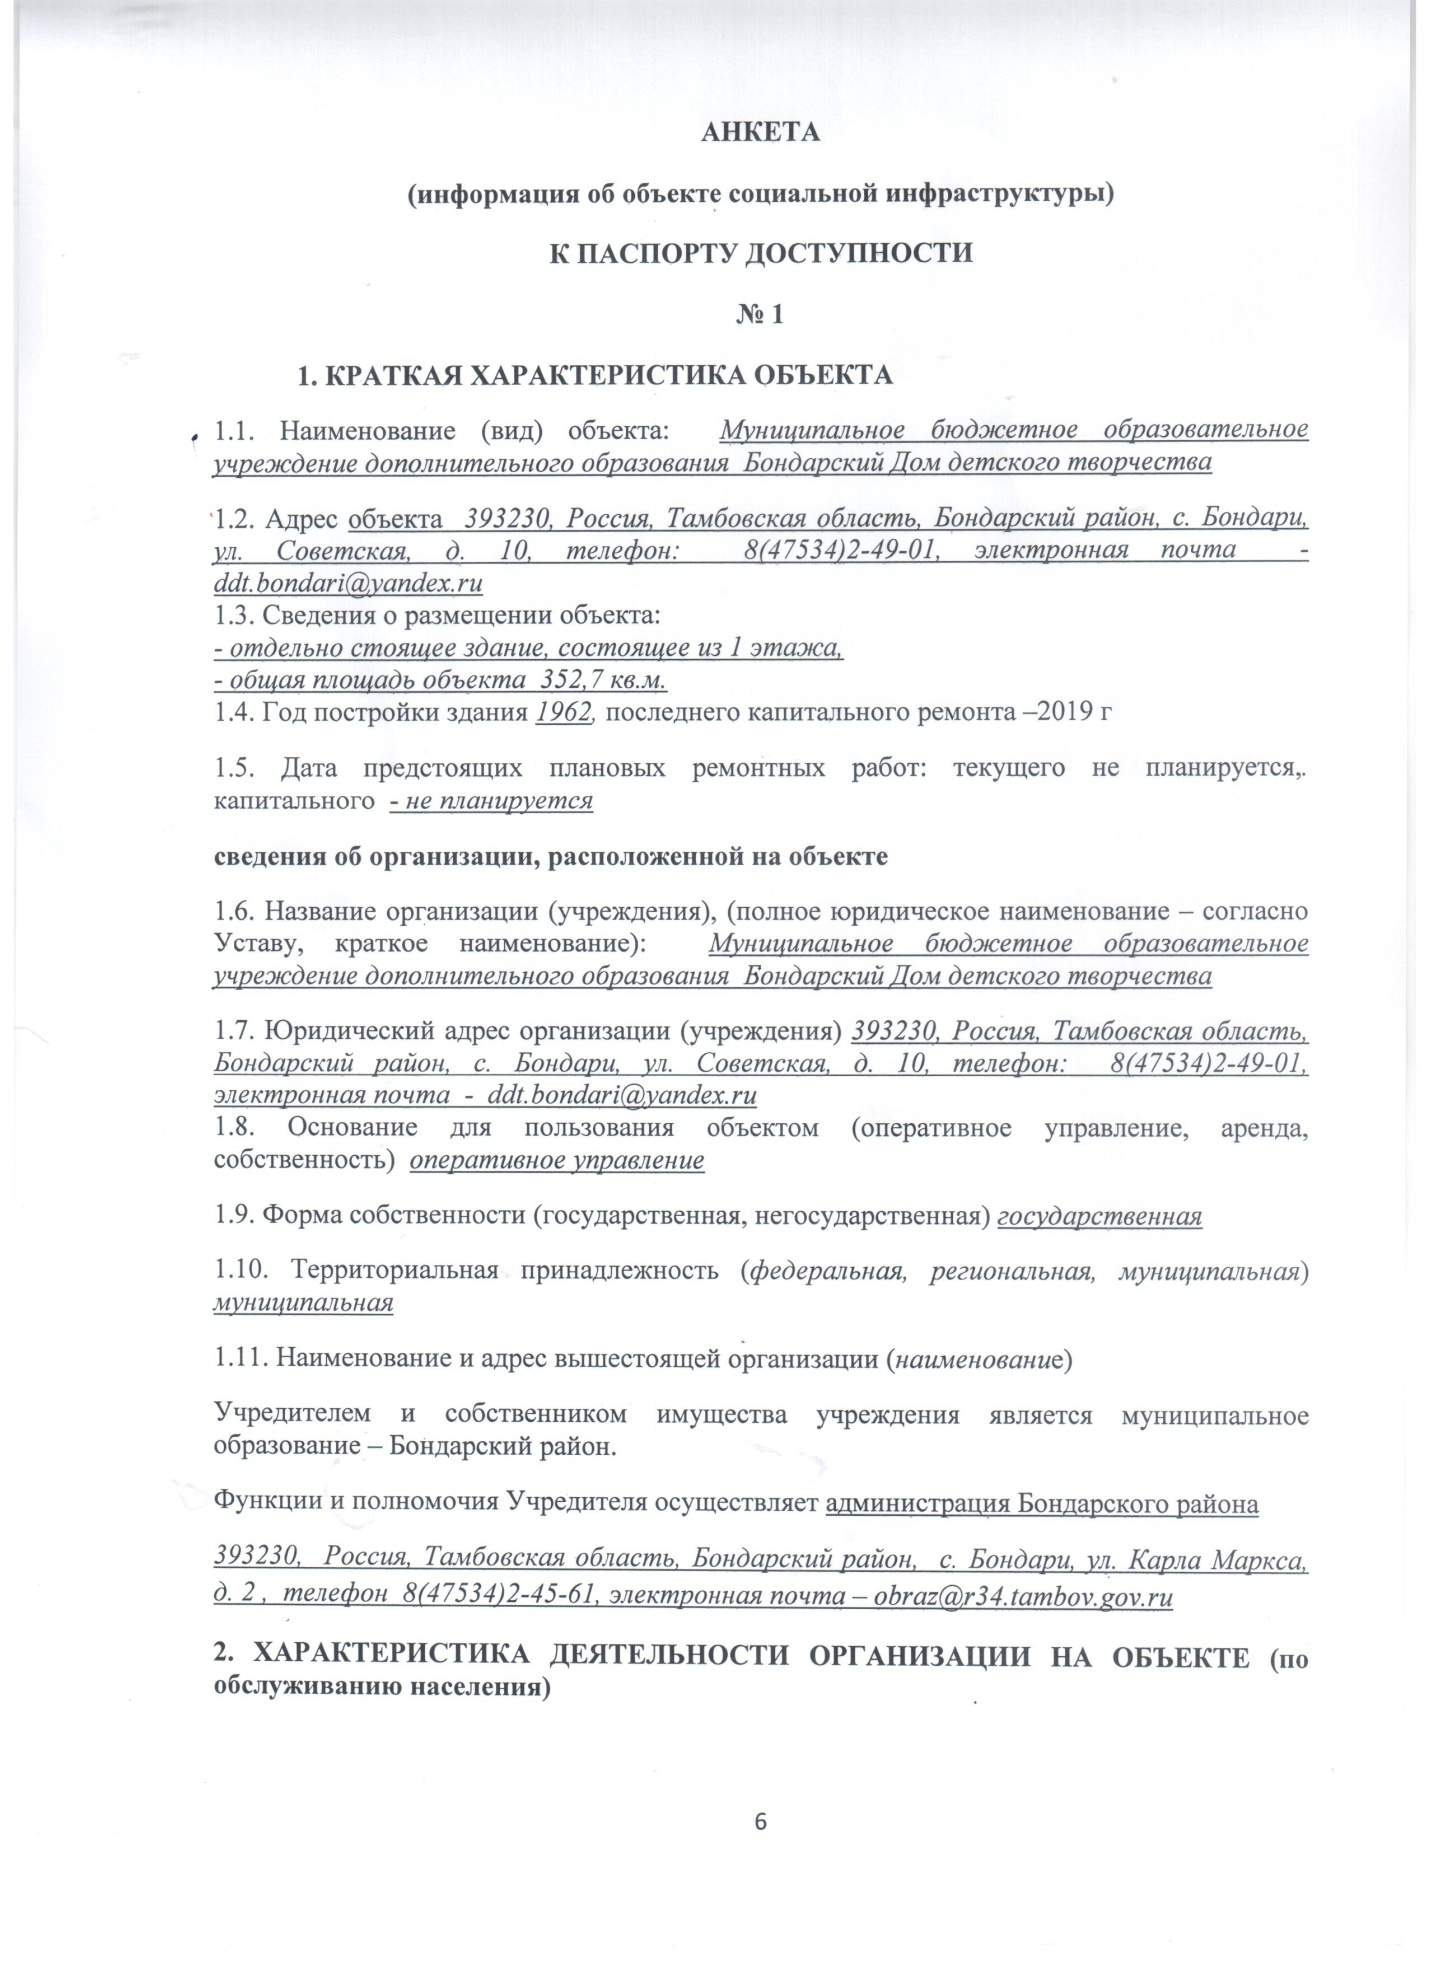 АНКЕТА
(информация об объекте социальной инфраструктуры)
К ПАСПОРТУ ДОСТУПНОСТИ
№ 1
1. КРАТКАЯ ХАРАКТЕРИСТИКА ОБЪЕКТА
1.1. Наименование (вид) объекта: Муниципальное бюджетное образовательное
учреждение дополнительного образования Бондарский Дом детского творчества
1.2. Адрес объекта 393230, Россия, Тамбовская область, Бондарский район, с. Бондари,
ул. Советская, д. 10, телефон: 8(47534)2-49-01, электронная почта -
ddt.bondari@yandex.ru
1.3. Сведения о размещении объекта:
- отдельно стоящее здание, состоящее из 1 этажа,
- общая площадь объекта 352,7 кв.м.
1.4. Год постройки здания 1962, последнего капитального ремонта –2019 г
1.5. Дата предстоящих плановых ремонтных работ: текущего не планируется,.
капитального - не планируется
сведения об организации, расположенной на объекте
1.6. Название организации (учреждения), (полное юридическое наименование – согласно
Уставу, краткое наименование): Муниципальное бюджетное образовательное
учреждение дополнительного образования Бондарский Дом детского творчества
1.7. Юридический адрес организации (учреждения) 393230, Россия, Тамбовская область,
Бондарский район, с. Бондари, ул. Советская, д. 10, телефон: 8(47534)2-49-01,
электронная почта - ddt.bondari@yandex.ru
1.8. Основание для пользования объектом (оперативное управление, аренда,
собственность) оперативное управление
1.9. Форма собственности (государственная, негосударственная) государственная
1.10. Территориальная принадлежность (федеральная, региональная, муниципальная)
муниципальная
1.11. Наименование и адрес вышестоящей организации (наименование)
Учредителем и собственником имущества учреждения является муниципальное
образование – Бондарский район.
Функции и полномочия Учредителя осуществляет администрация Бондарского района
393230, Россия, Тамбовская область, Бондарский район, с. Бондари, ул. Карла Маркса,
д. 2 , телефон 8(47534)2-45-61, электронная почта – obraz@r34.tambov.gov.ru
2. ХАРАКТЕРИСТИКА ДЕЯТЕЛЬНОСТИ ОРГАНИЗАЦИИ НА ОБЪЕКТЕ (по
обслуживанию населения)
6